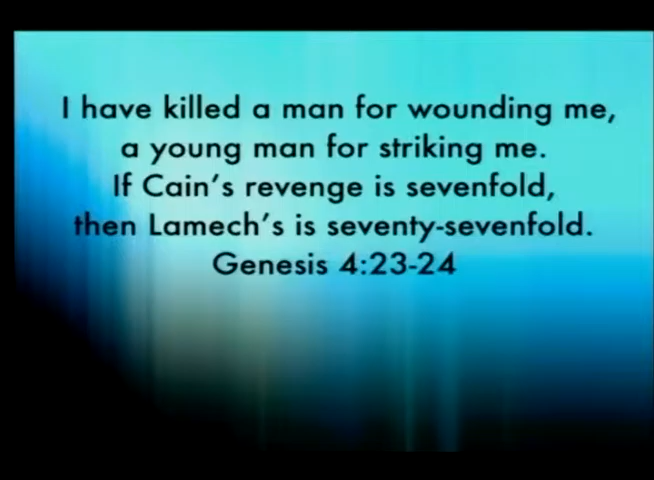 I have killed a man for wounding me,
a young man for striking me.
If Cain's revenge is sevenfold,
then Lamech's is seventy-sevenfold.
Genesis 4:23-24